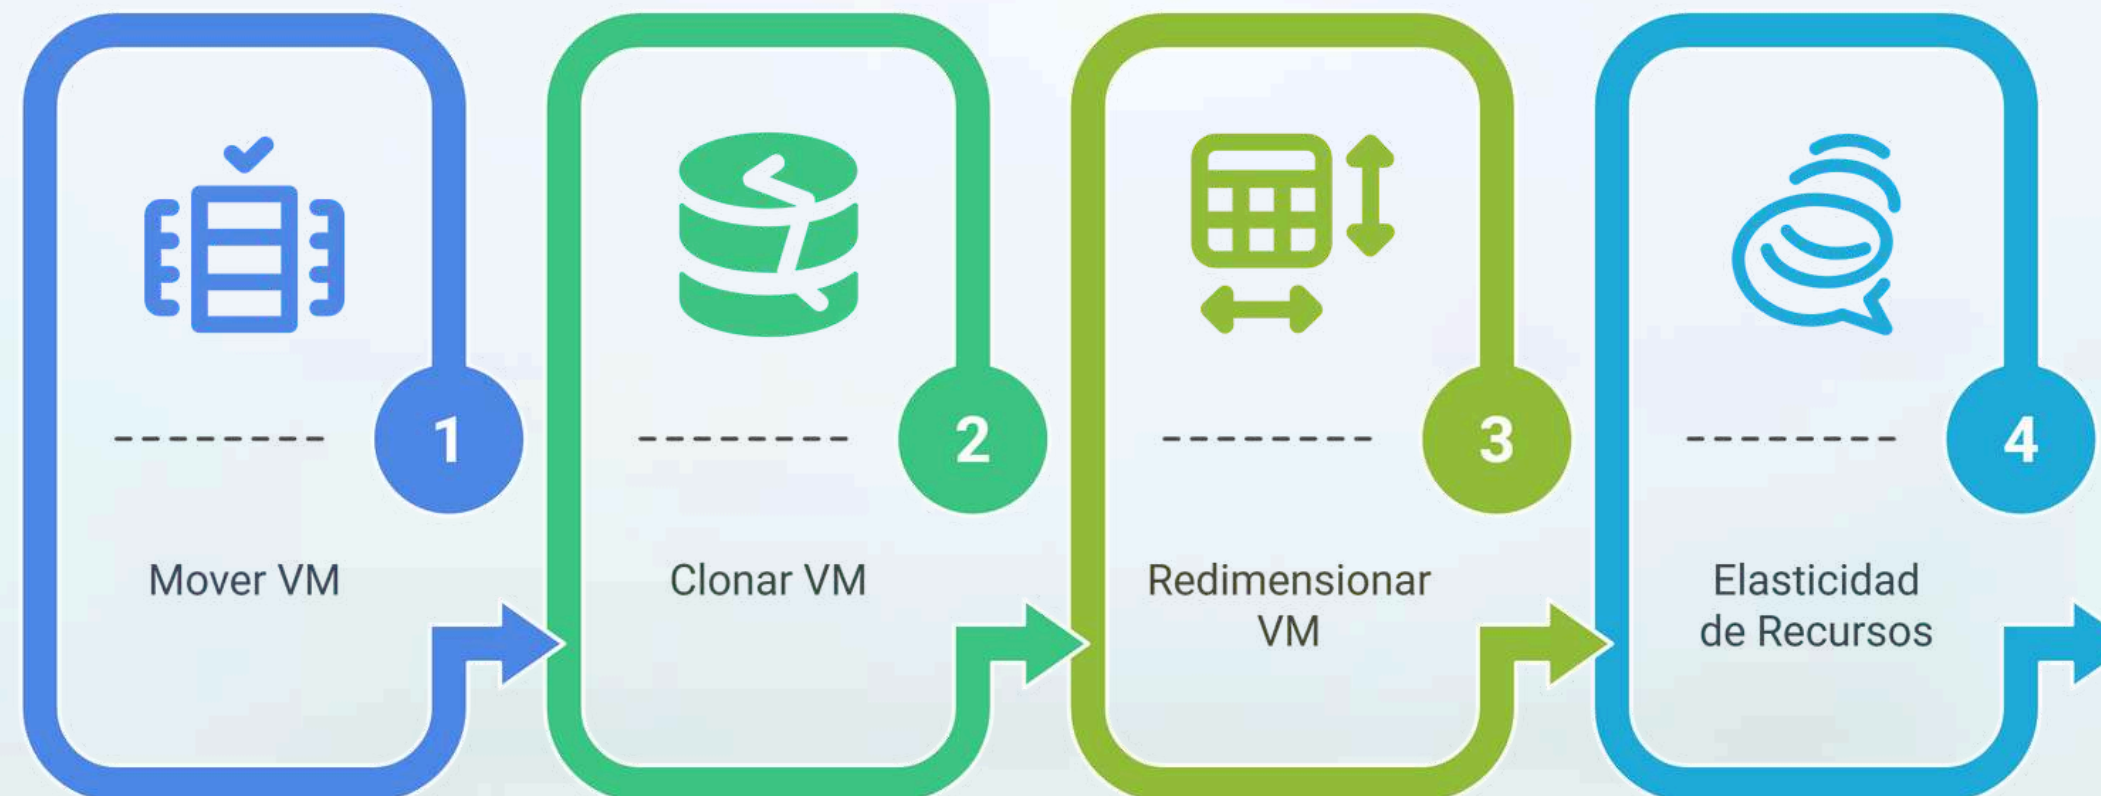 1
Mover VM
2
Clonar VM
3
Redimensionar
VM
4
Elasticidad
de Recursos